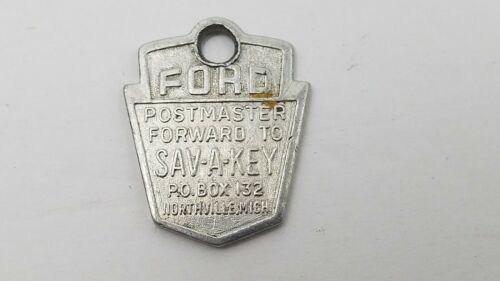 FORD
POSTMASTER
FORWARD TO
SAV-A-KEY
P.O. BOX 132
NORTHVILLE, MICH.